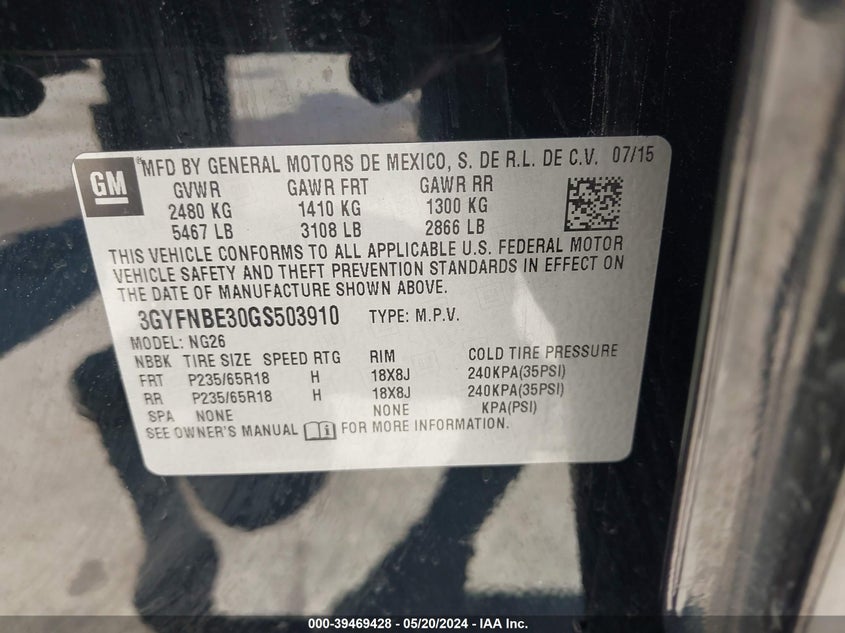 GM
MFD BY GENERAL MOTORS DE MEXICO, S. DE R.L. DE C.V. 07/15
GVWR GAWR FRT GAWR RR
2480 KG 1410 KG 1300 KG
5467 LB 3108 LB 2866 LB
THIS VEHICLE CONFORMS TO ALL APPLICABLE U.S. FEDERAL MOTOR
VEHICLE SAFETY AND THEFT PREVENTION STANDARDS IN EFFECT ON
THE DATE OF MANUFACTURE SHOWN ABOVE.
3GYFNBE30GS503910 TYPE: M.P.V.
MODEL: NG26
NBBK TIRE SIZE SPEED RTG RIM COLD TIRE PRESSURE
FRT P235/65R18 H 18X8J 240KPA(35PSI)
RR P235/65R18 H 18X8J 240KPA(35PSI)
SPA NONE NONE KPA(PSI)
SEE OWNER'S MANUAL FOR MORE INFORMATION.
000-39469428 - 05/20/2024 - IAA Inc.